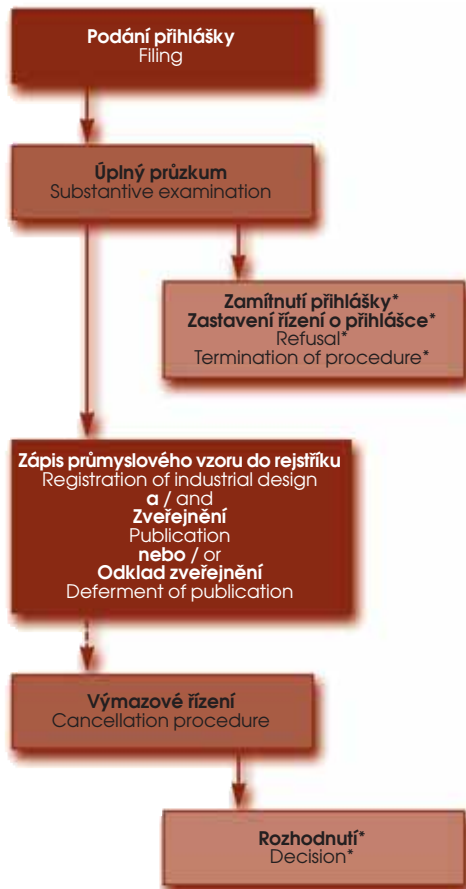 Podání přihlášky
Filing
Úplný průzkum
Substantive examination
Zamítnutí přihlášky*
Zastavení řízení o přihlášce*
Refusal*
Termination of procedure*
Zápis průmyslového vzoru do rejstříku
Registration of industrial design
a / and
Zveřejnění
Publication
nebo / or
Odklad zveřejnění
Deferment of publication
Výmazové řízení
Cancellation procedure
Rozhodnutí*
Decision*